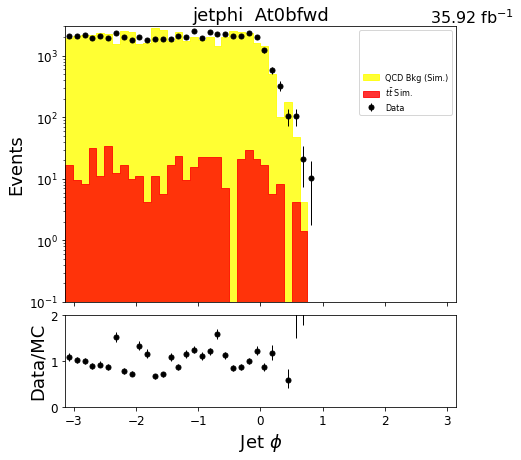 jetphi At0bfwd
35.92 fb⁻¹
QCD Bkg (Sim.)
tt̄ Sim.
Data
Events
10³
10²
10¹
10⁰
10⁻¹
Data/MC
2
1
0
−3 −2 −1 0 1 2 3
Jet ϕ